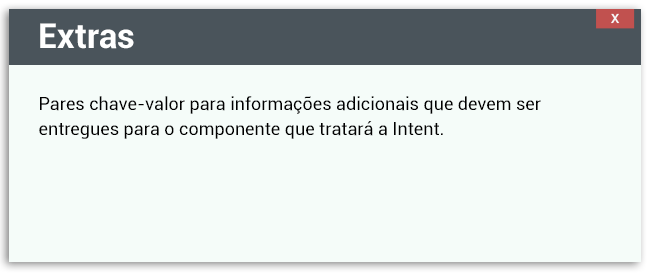 Extras
X
Pares chave-valor para informações adicionais que devem ser
entregues para o componente que tratará a Intent.